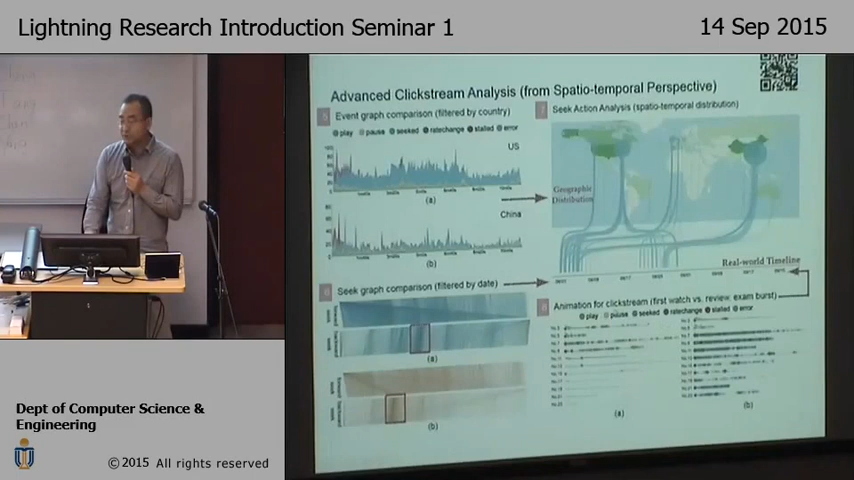 Lightning Research Introduction Seminar 1
14 Sep 2015
Advanced Clickstream Analysis (from Spatio-temporal Perspective)
Event graph comparison (filtered by country)
play pause seeked ratechange stalled error
US
(a)
China
(b)
Seek graph comparison (filtered by date)
(a)
(b)
7 Seek Action Analysis (spatio-temporal distribution)
Geographic
Distribution
Real-world Timeline
Animation for clickstream (first watch vs. review: exam burst)
play pause seeked ratechange stalled error
(a)
(b)
Dept of Computer Science &
Engineering
© 2015 All rights reserved